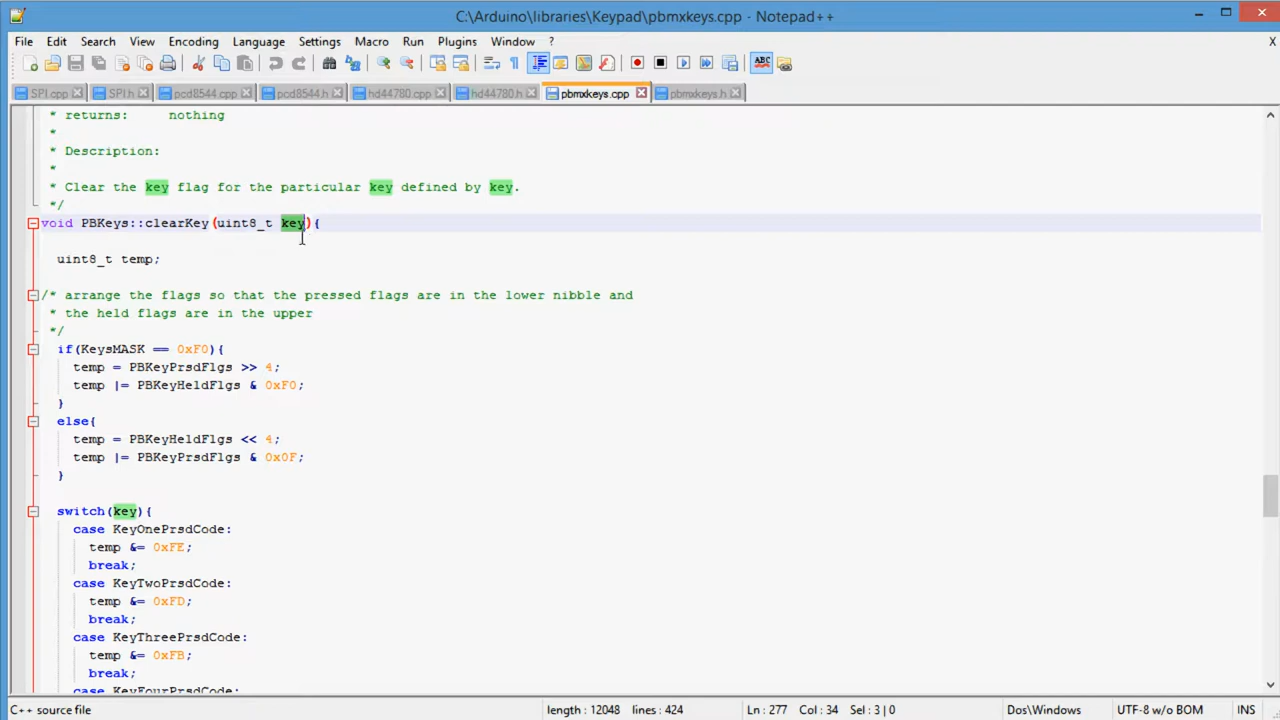 C:\Arduino\libraries\Keypad\pbmxkeys.cpp - Notepad++
File Edit Search View Encoding Language Settings Macro Run Plugins Window ? X
ABC
SPI.cpp SPI.h pcd8544.cpp pcd8544.h hd44780.cpp hd44780.h pbmxkeys.cpp pbmxkeys.h
* returns: nothing
*
* Description:
*
* Clear the key flag for the particular key defined by key.
*/
void PBKeys::clearKey(uint8_t key){
uint8_t temp;
/* arrange the flags so that the pressed flags are in the lower nibble and
* the held flags are in the upper
*/
if(KeysMASK == 0xF0){
temp = PBKeyPrsdFlgs >> 4;
temp |= PBKeyHeldFlgs & 0xF0;
}
else{
temp = PBKeyHeldFlgs << 4;
temp |= PBKeyPrsdFlgs & 0x0F;
}
switch(key){
case KeyOnePrsdCode:
temp &= 0xFE;
break;
case KeyTwoPrsdCode:
temp &= 0xFD;
break;
case KeyThreePrsdCode:
temp &= 0xFB;
break;
case KeyFourPrsdCode:
C++ source file length : 12048 lines : 424 Ln : 277 Col : 34 Sel : 3 | 0 Dos\Windows UTF-8 w/o BOM INS